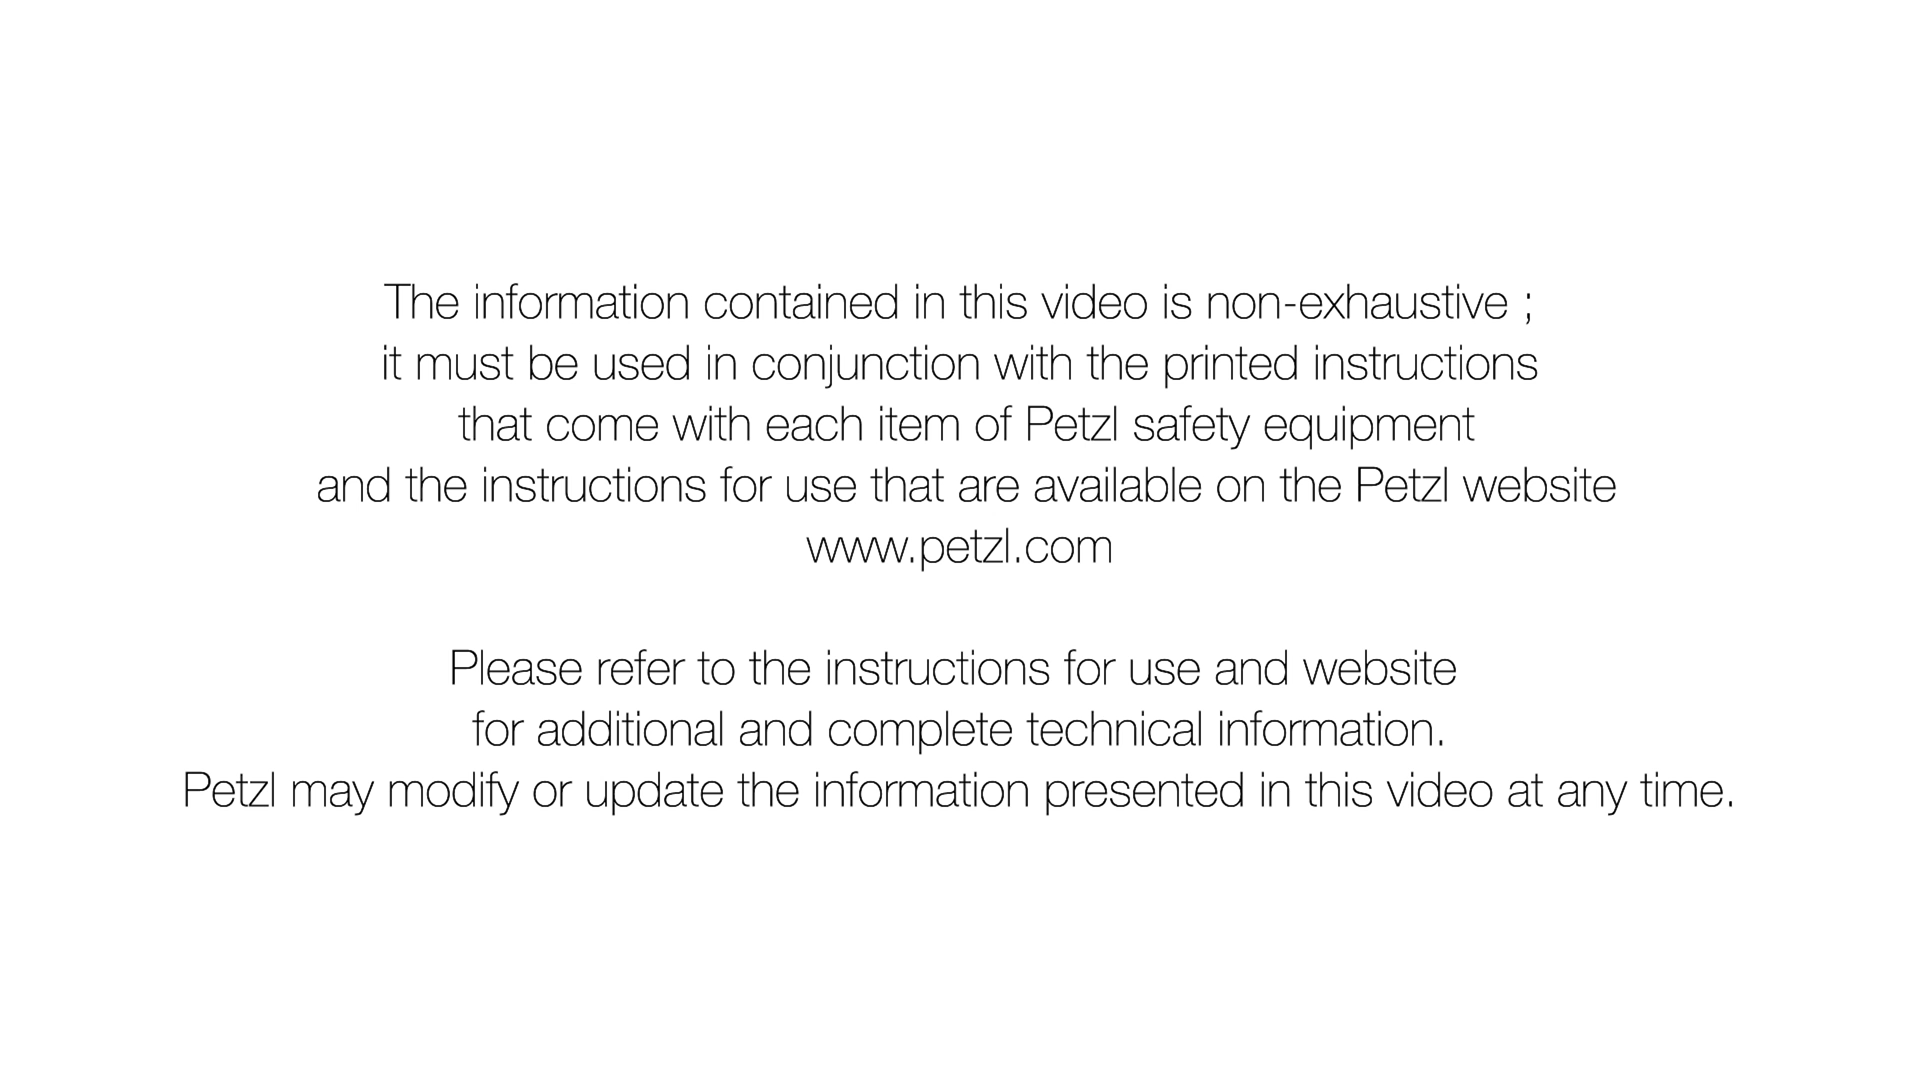 The information contained in this video is non-exhaustive ;
it must be used in conjunction with the printed instructions
that come with each item of Petzl safety equipment
and the instructions for use that are available on the Petzl website
www.petzl.com
Please refer to the instructions for use and website
for additional and complete technical information.
Petzl may modify or update the information presented in this video at any time.